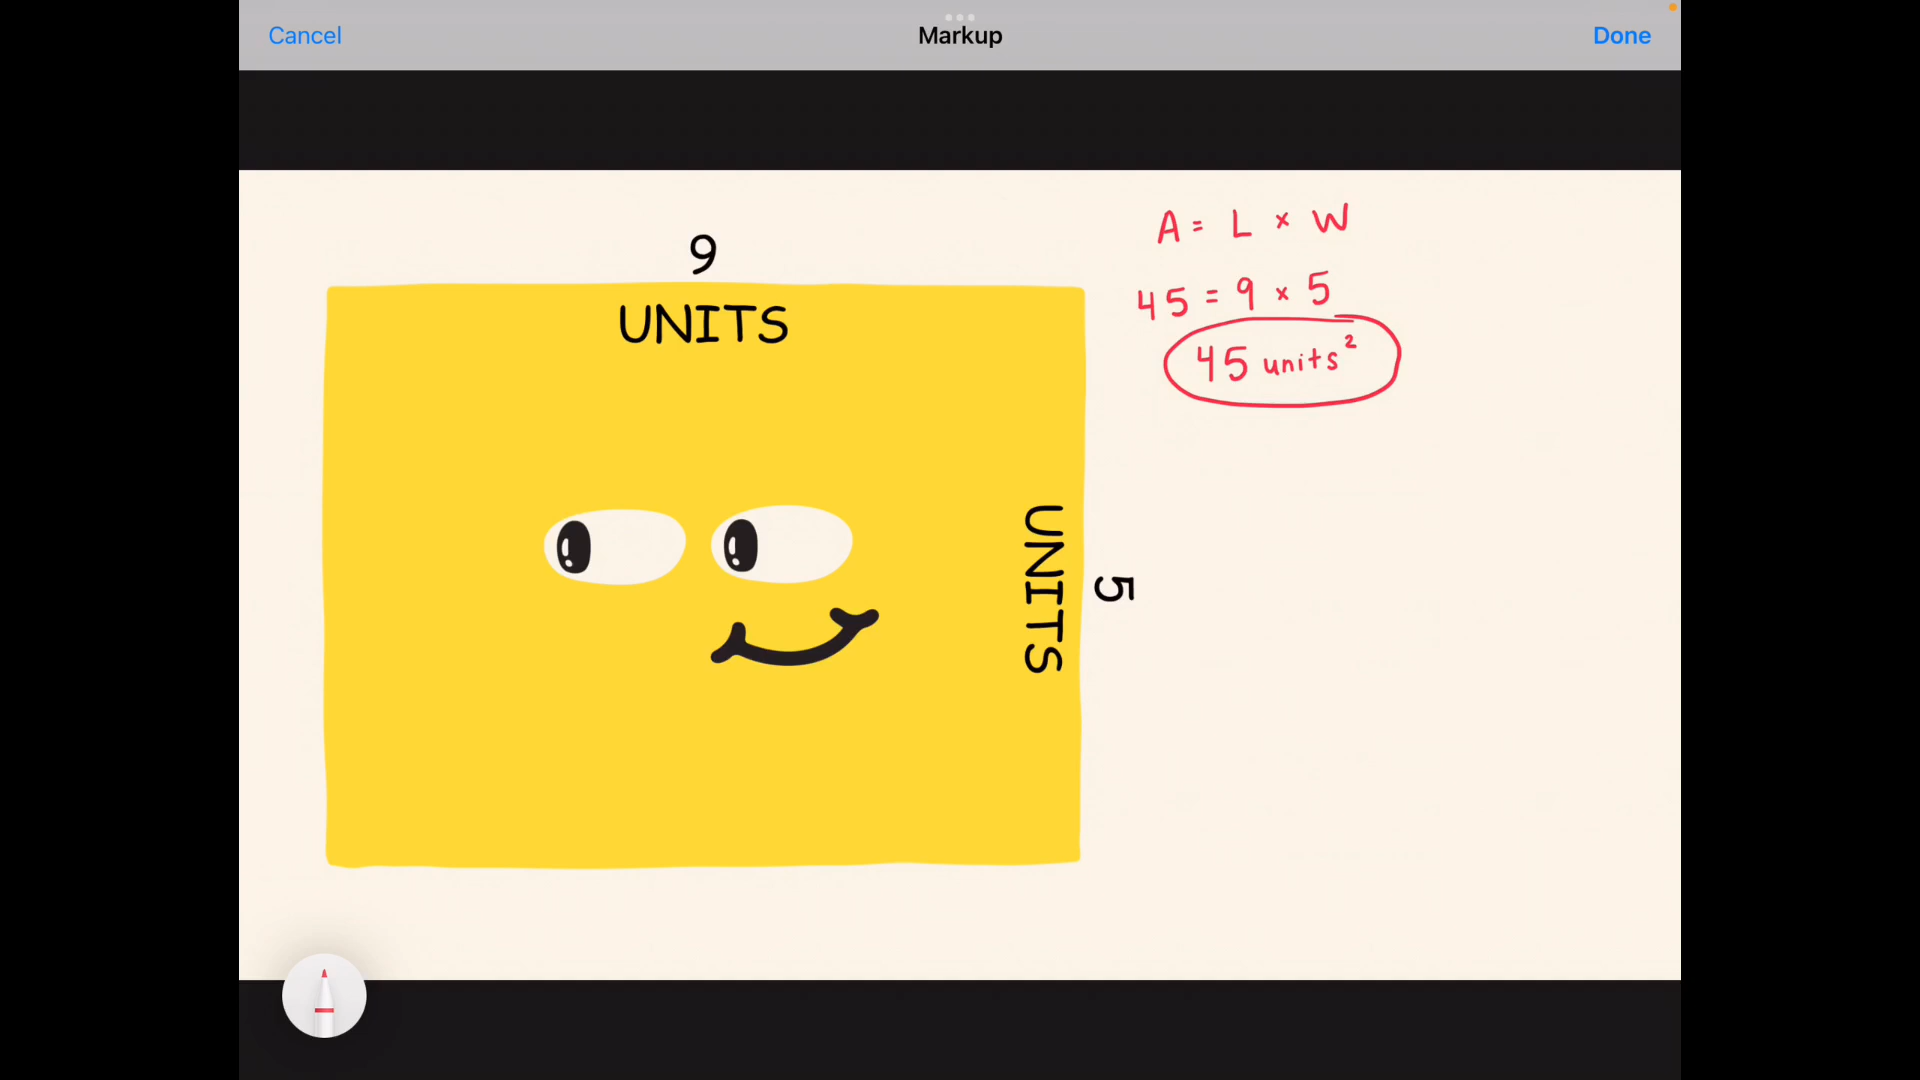 Cancel
Markup
Done
9
UNITS
UNITS
5
A = L × W
45 = 9 × 5
45 units²